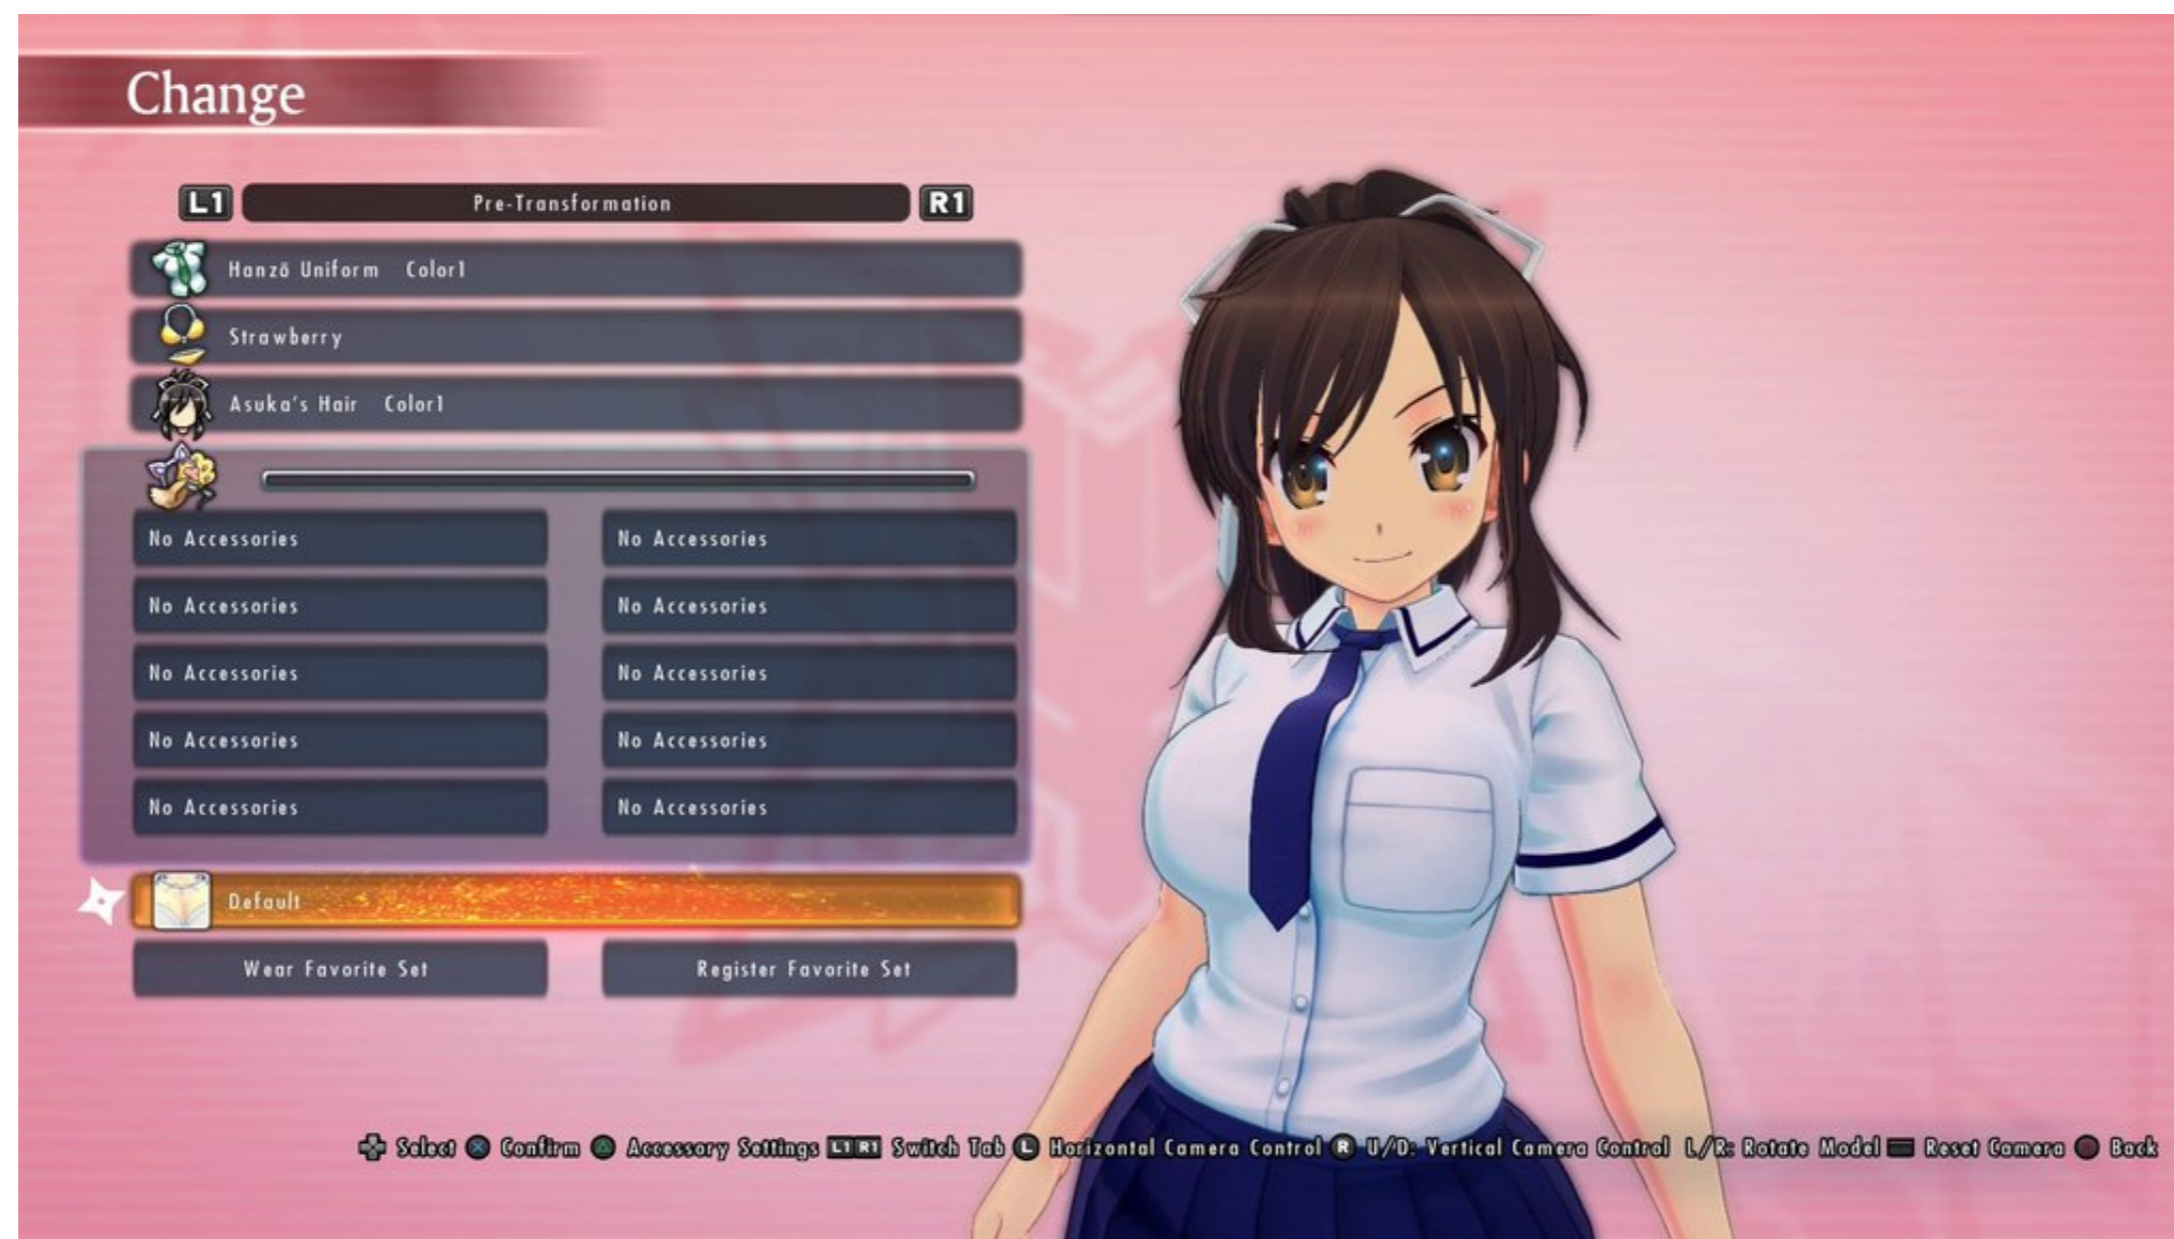 Change
L1 Pre-Transformation R1
Hanzō Uniform Color1
Strawberry
Asuka's Hair Color1
No Accessories No Accessories
No Accessories No Accessories
No Accessories No Accessories
No Accessories No Accessories
No Accessories No Accessories
Default
Wear Favorite Set Register Favorite Set
Select Confirm Accessory Settings L1 R1 Switch Tab L Horizontal Camera Control R U/D: Vertical Camera Control L/R: Rotate Model Reset Camera Back